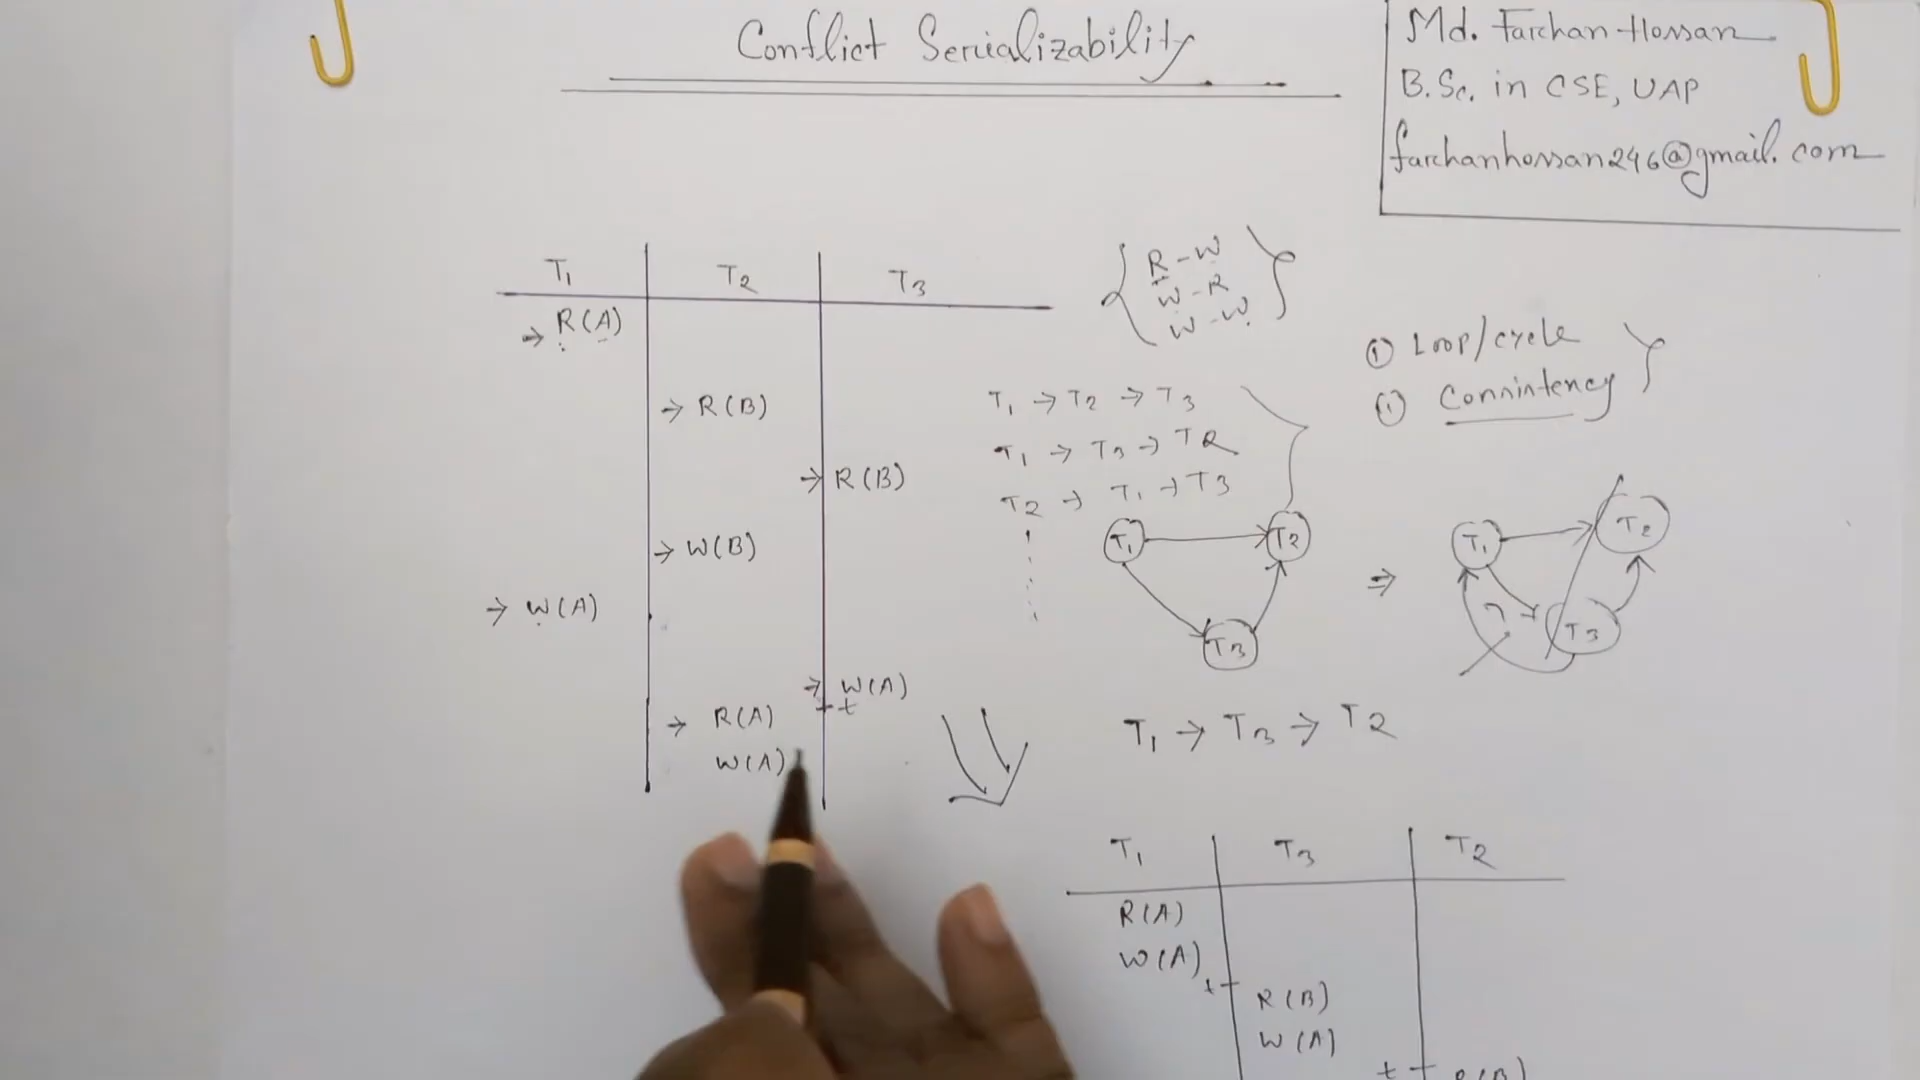 Conflict Serializability
Md. Farhan Hossan
B.Sc. in CSE, UAP
farhanhossan246@gmail.com
T1 T2 T3
→ R(A)
→ R(B)
→ R(B)
→ W(B)
→ W(A)
→ W(A)
t
→ R(A)
W(A)
R-W
W-R
W-W
① Loop/cycle
① Consistency
T1 → T2 → T3
T1 → T3 → T2
T2 → T1 → T3
T1 T2
T3
⇒
T1 T2
T3
T1 → T3 → T2
T1 T3 T2
R(A)
W(A)
t
R(B)
W(A)
t R(B)